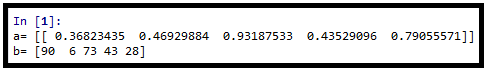 In [1]:
a= [[ 0.36823435  0.46929884  0.93187533  0.43529096  0.79055571]]
b= [90  6 73 43 28]